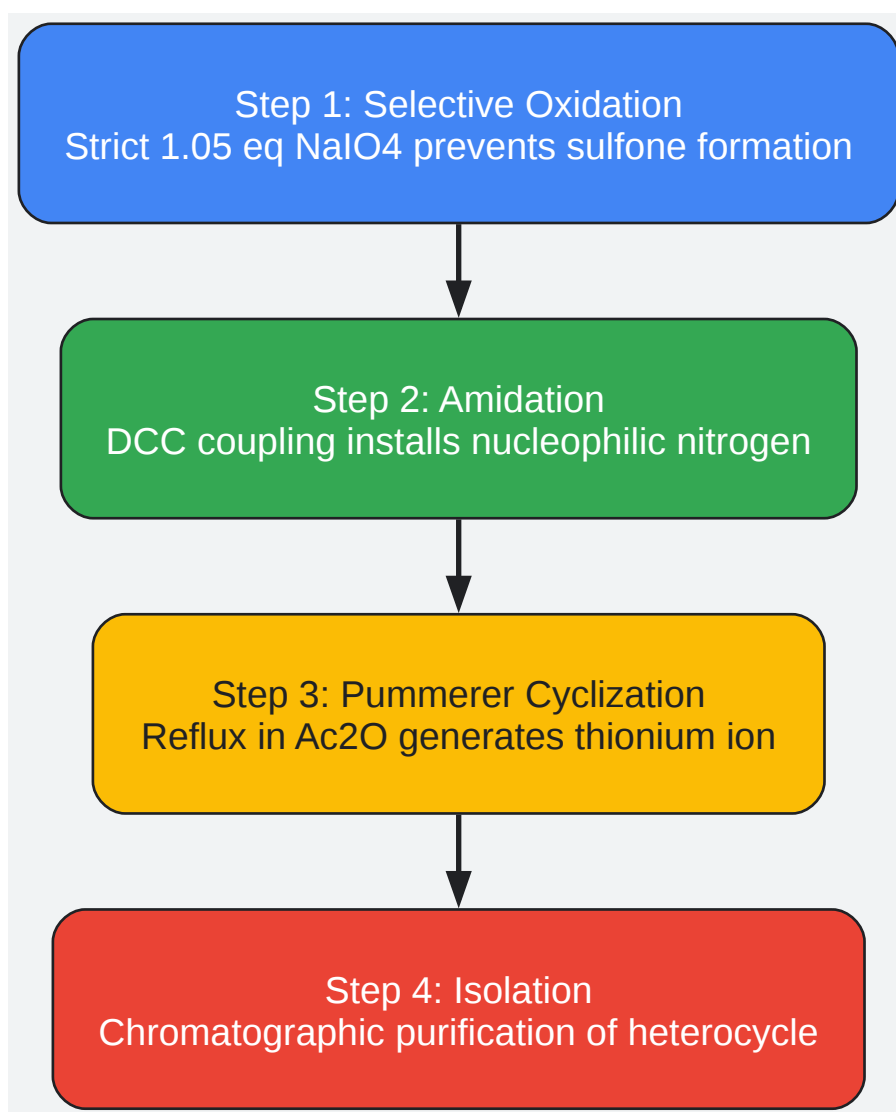 Step 1: Selective Oxidation
Strict 1.05 eq NaIO4 prevents sulfone formation
Step 2: Amidation
DCC coupling installs nucleophilic nitrogen
Step 3: Pummerer Cyclization
Reflux in Ac2O generates thionium ion
Step 4: Isolation
Chromatographic purification of heterocycle